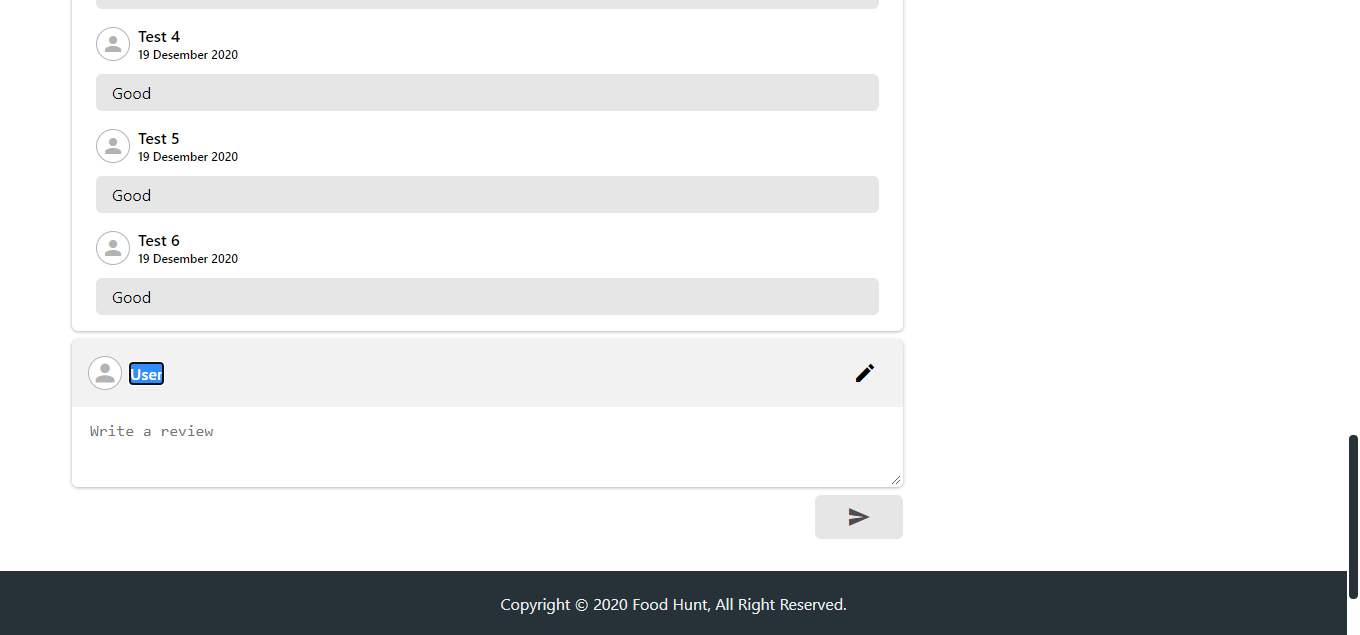 Test 4
19 Desember 2020
Good
Test 5
19 Desember 2020
Good
Test 6
19 Desember 2020
Good
User
Write a review
Copyright © 2020 Food Hunt, All Right Reserved.